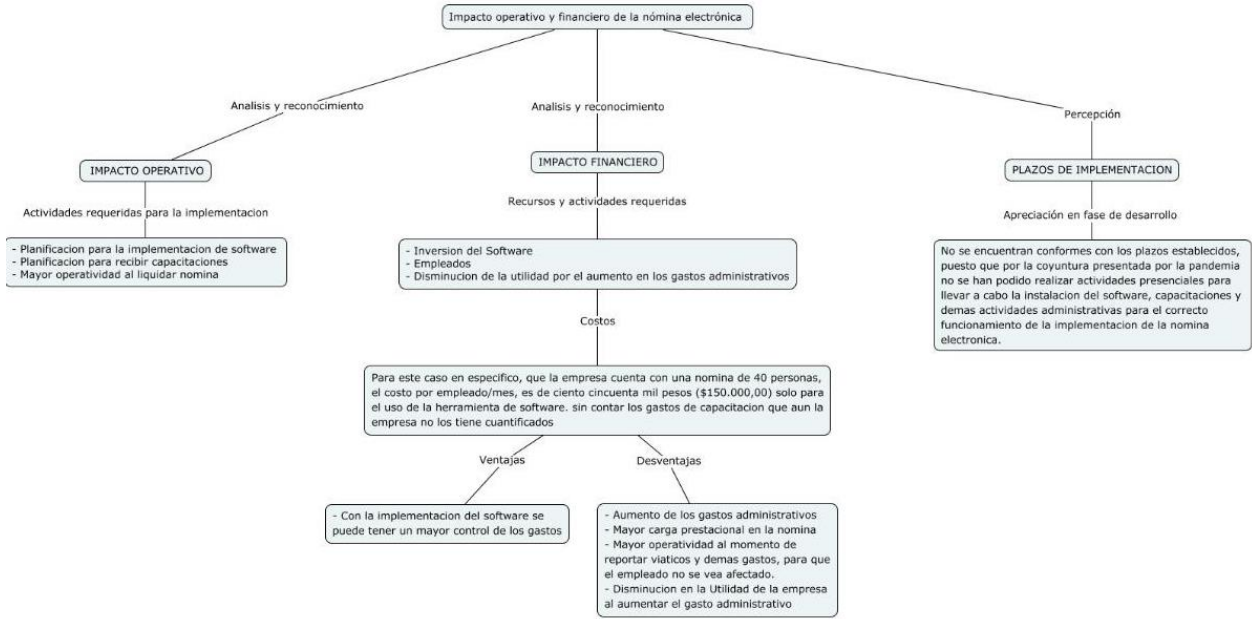 Impacto operativo y financiero de la nómina electrónica
Analisis y reconocimiento
Analisis y reconocimiento
Percepción
IMPACTO OPERATIVO
IMPACTO FINANCIERO
PLAZOS DE IMPLEMENTACION
Actividades requeridas para la implementacion
Recursos y actividades requeridas
Apreciación en fase de desarrollo
- Planificacion para la implementacion de software
- Planificacion para recibir capacitaciones
- Mayor operatividad al liquidar nomina
- Inversion del Software
- Empleados
- Disminucion de la utilidad por el aumento en los gastos administrativos
No se encuentran conformes con los plazos establecidos,
puesto que por la coyuntura presentada por la pandemia
no se han podido realizar actividades presenciales para
llevar a cabo la instalacion del software, capacitaciones y
demas actividades administrativas para el correcto
funcionamiento de la implementacion de la nomina
electronica.
Costos
Para este caso en especifico, que la empresa cuenta con una nomina de 40 personas,
el costo por empleado/mes, es de ciento cincuenta mil pesos ($150.000,00) solo para
el uso de la herramienta de software. sin contar los gastos de capacitacion que aun la
empresa no los tiene cuantificados
Ventajas
Desventajas
- Con la implementacion del software se
puede tener un mayor control de los gastos
- Aumento de los gastos administrativos
- Mayor carga prestacional en la nomina
- Mayor operatividad al momento de
reportar viaticos y demas gastos, para que
el empleado no se vea afectado.
- Disminucion en la Utilidad de la empresa
al aumentar el gasto administrativo